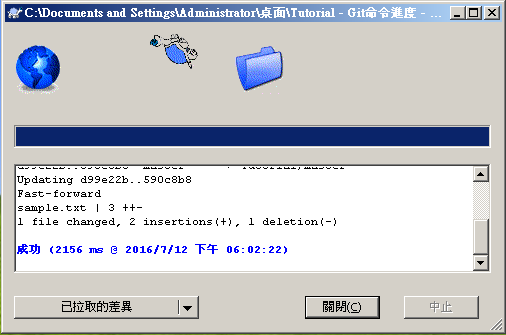 C:\Documents and Settings\Administrator\桌面\Tutorial - Git命令進度 - ...
Updating d99e22b..590c8b8
Fast-forward
sample.txt | 3 ++-
1 file changed, 2 insertions(+), 1 deletion(-)
成功 (2156 ms @ 2016/7/12 下午 06:02:22)
已拉取的差異
關閉(C)
中止